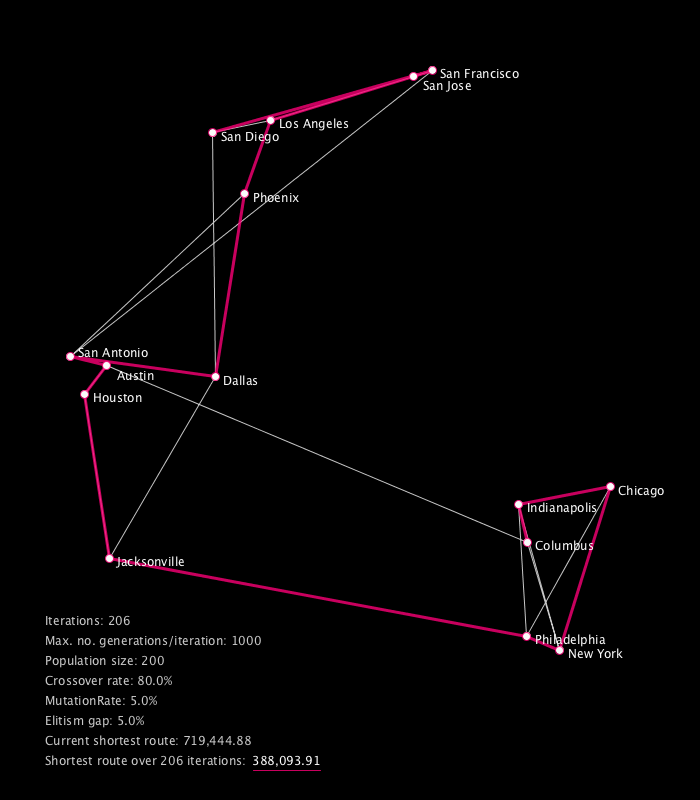 San Francisco
San Jose
Los Angeles
San Diego
Phoenix
San Antonio
Austin
Dallas
Houston
Chicago
Indianapolis
Columbus
Jacksonville
Philadelphia
New York
Iterations: 206
Max. no. generations/iteration: 1000
Population size: 200
Crossover rate: 80.0%
MutationRate: 5.0%
Elitism gap: 5.0%
Current shortest route: 719,444.88
Shortest route over 206 iterations: 388,093.91